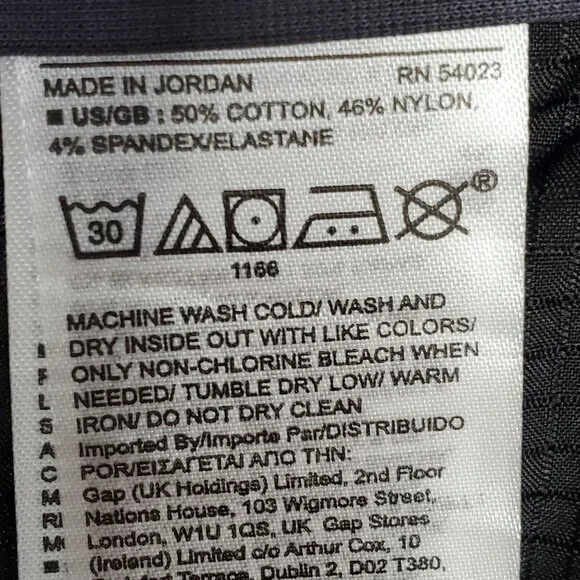 MADE IN JORDAN RN 54023
■ US/GB : 50% COTTON, 46% NYLON,
4% SPANDEX/ELASTANE
30 ®
1166
MACHINE WASH COLD/ WASH AND
DRY INSIDE OUT WITH LIKE COLORS/
F ONLY NON-CHLORINE BLEACH WHEN
L NEEDED/ TUMBLE DRY LOW/ WARM
S IRON/ DO NOT DRY CLEAN
A Imported By/Importe Par/DISTRIBUIDO
C POR/ΕΙΣΑΓΕΤΑΙ ΑΠΟ ΤΗΝ:
M Gap (UK Holdings) Limited, 2nd Floor
RI Nations House, 103 Wigmore Street,
M London, W1U 1QS, UK Gap Stores
■ (Ireland) Limited c/o Arthur Cox, 10
Terrace, Dublin 2, D02 T380,